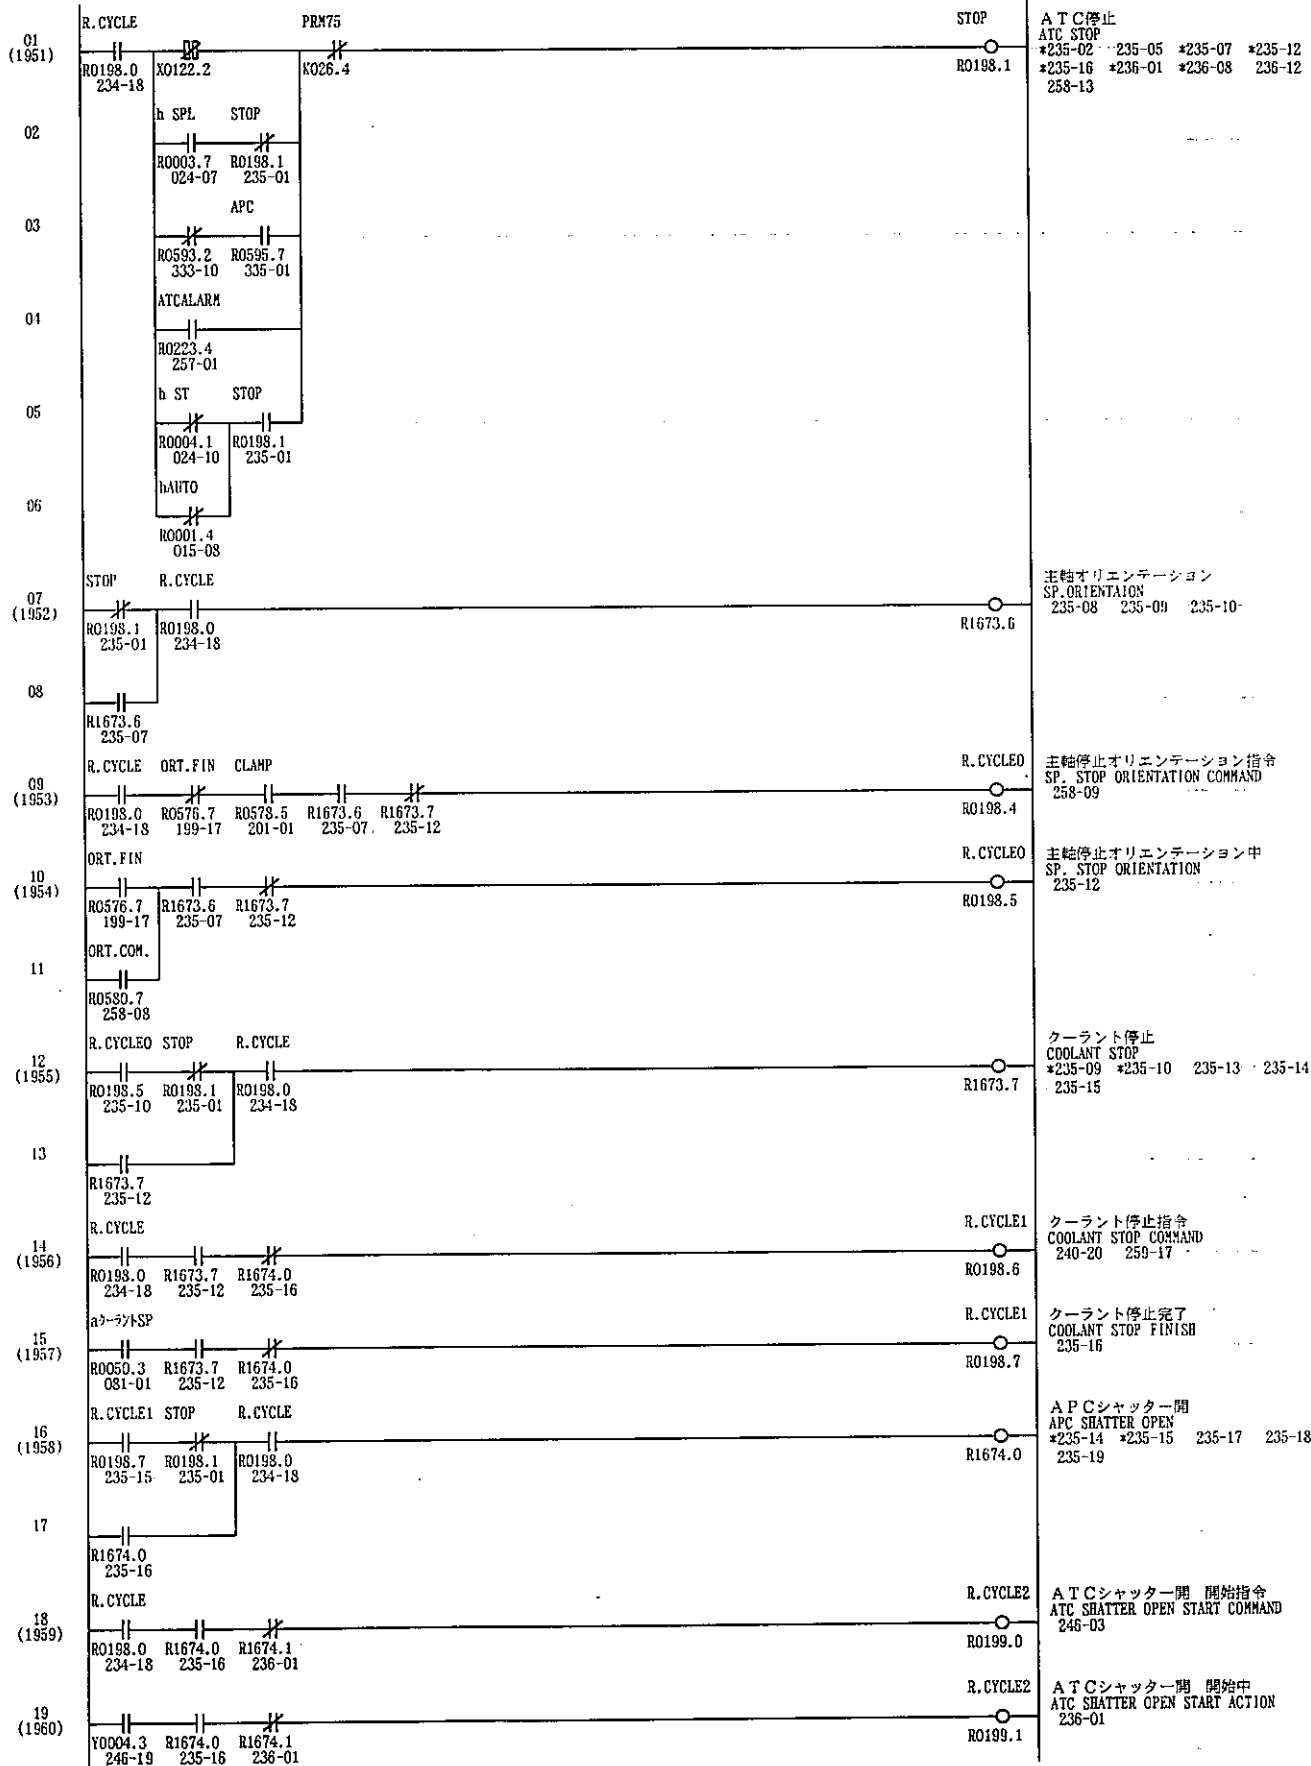 R.CYCLE PRM75 STOP ATC停止
01 ATC STOP
(1951) *235-02 235-05 *235-07 *235-12
R0198.0 X0122.2 K026.4 R0198.1 *235-16 *236-01 *236-08 236-12
234-18 258-13
h SPL STOP
02
R0003.7 R0198.1
024-07 235-01
APC
03
R0593.2 R0595.7
333-10 335-01
ATCALARM
04
R0223.4
257-01
h ST STOP
05
R0004.1 R0198.1
024-10 235-01
hAUTO
06
R0001.4
015-08
STOP R.CYCLE 主軸オリエンテーション
07 SP.ORIENTAION
(1952) 235-08 235-09 235-10
R0198.1 R0198.0 R1673.6
235-01 234-18
08
R1673.6
235-07
R.CYCLE ORT.FIN CLAMP R.CYCLE0 主軸停止オリエンテーション指令
09 SP. STOP ORIENTATION COMMAND
(1953) 258-09
R0198.0 R0576.7 R0578.5 R1673.6 R1673.7 R0198.4
234-18 199-17 201-01 235-07 235-12
ORT.FIN R.CYCLE0 主軸停止オリエンテーション中
10 SP. STOP ORIENTATION
(1954) 235-12
R0576.7 R1673.6 R1673.7 R0198.5
199-17 235-07 235-12
ORT.COM.
11
R0580.7
258-08
R.CYCLE0 STOP R.CYCLE クーラント停止
12 COOLANT STOP
(1955) *235-09 *235-10 235-13 235-14
R0198.5 R0198.1 R0198.0 R1673.7 235-15
235-10 235-01 234-18
13
R1673.7
235-12
R.CYCLE R.CYCLE1 クーラント停止指令
14 COOLANT STOP COMMAND
(1956) 240-20 259-17
R0198.0 R1673.7 R1674.0 R0198.6
234-18 235-12 235-16
aクーラントSP R.CYCLE1 クーラント停止完了
15 COOLANT STOP FINISH
(1957) 235-16
R0050.3 R1673.7 R1674.0 R0198.7
081-01 235-12 235-16
R.CYCLE1 STOP R.CYCLE APCシャッター開
16 APC SHATTER OPEN
(1958) *235-14 *235-15 235-17 235-18
R0198.7 R0198.1 R0198.0 R1674.0 235-19
235-15 235-01 234-18
17
R1674.0
235-16
R.CYCLE R.CYCLE2 ATCシャッター開 開始指令
18 ATC SHATTER OPEN START COMMAND
(1959) 246-03
R0198.0 R1674.0 R1674.1 R0199.0
234-18 235-16 236-01
R.CYCLE2 ATCシャッター開 開始中
19 ATC SHATTER OPEN START ACTION
(1960) 236-01
Y0004.3 R1674.0 R1674.1 R0199.1
246-19 235-16 236-01